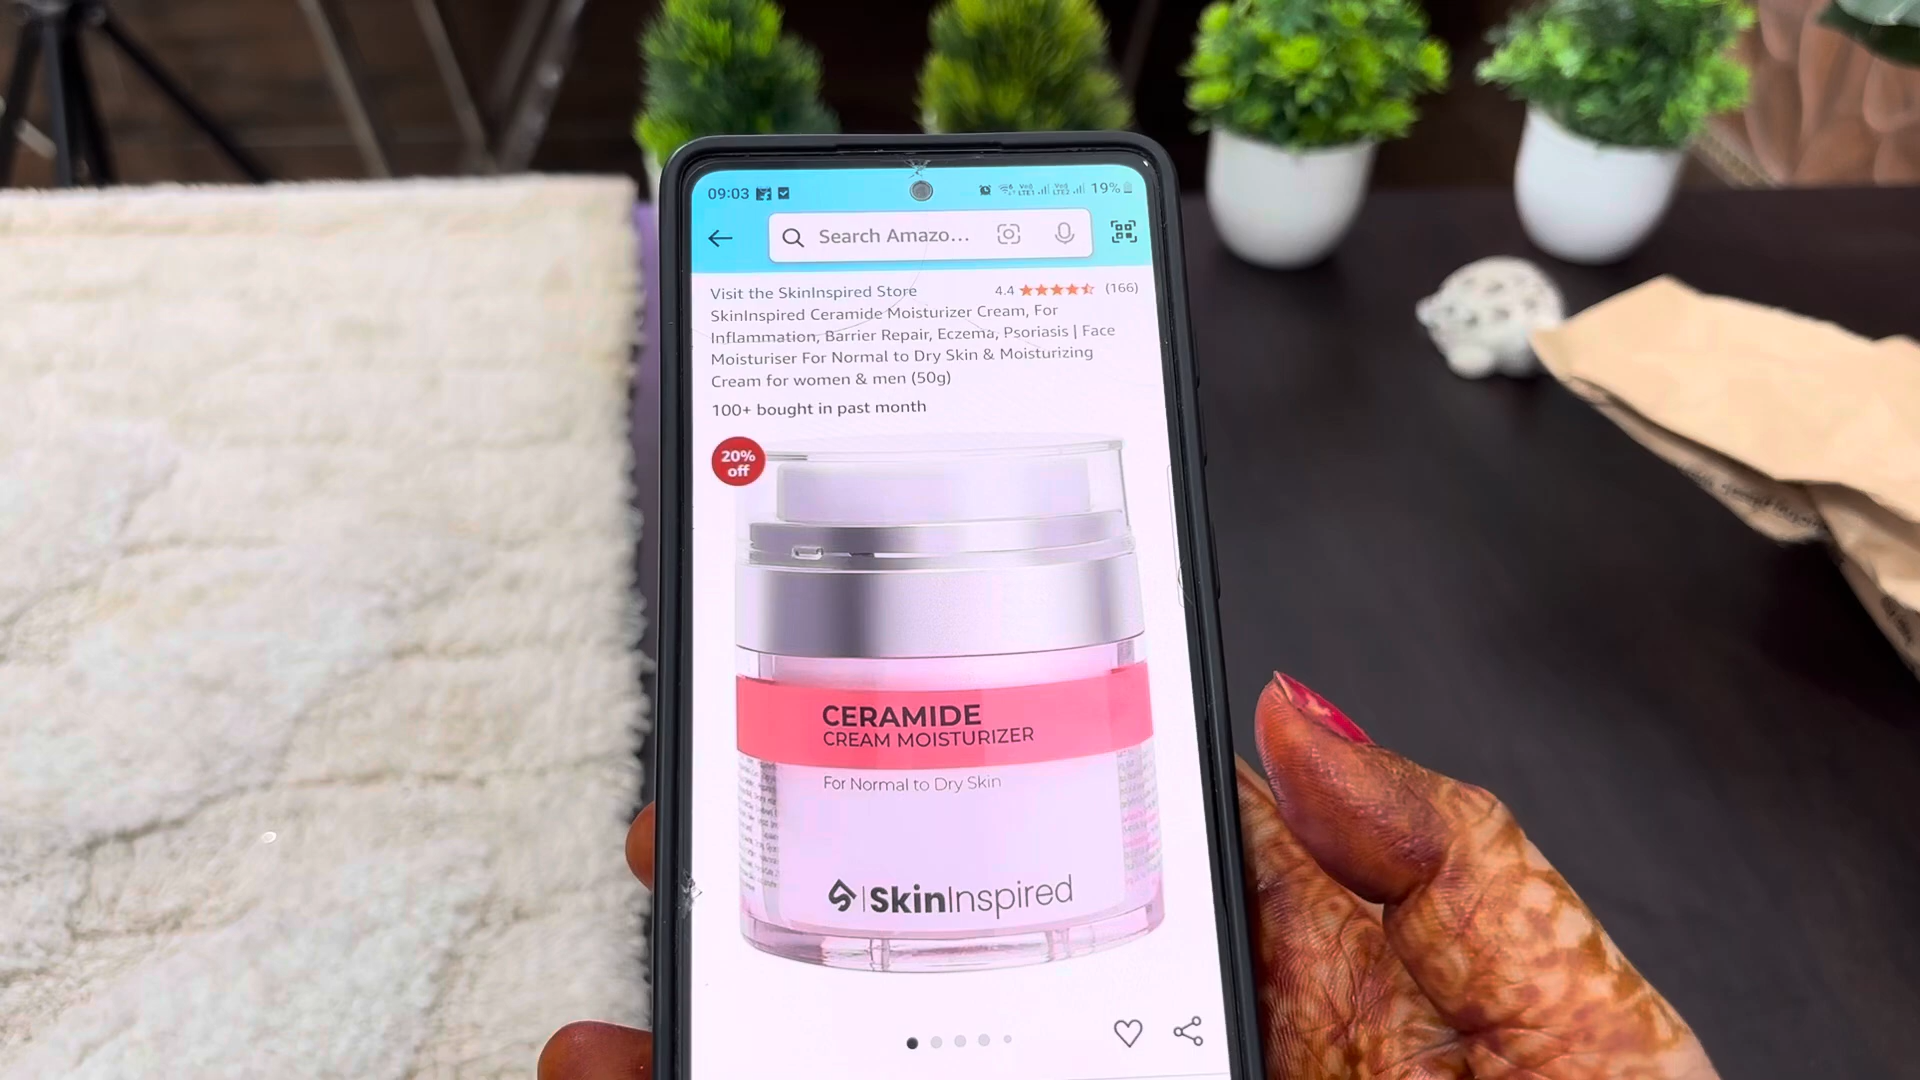 09:03
19%
Search Amazo...
Visit the SkinInspired Store
4.4 (166)
SkinInspired Ceramide Moisturizer Cream, For
Inflammation, Barrier Repair, Eczema, Psoriasis | Face
Moisturiser For Normal to Dry Skin & Moisturizing
Cream for women & men (50g)
100+ bought in past month
20%
off
CERAMIDE
CREAM MOISTURIZER
For Normal to Dry Skin
SkinInspired